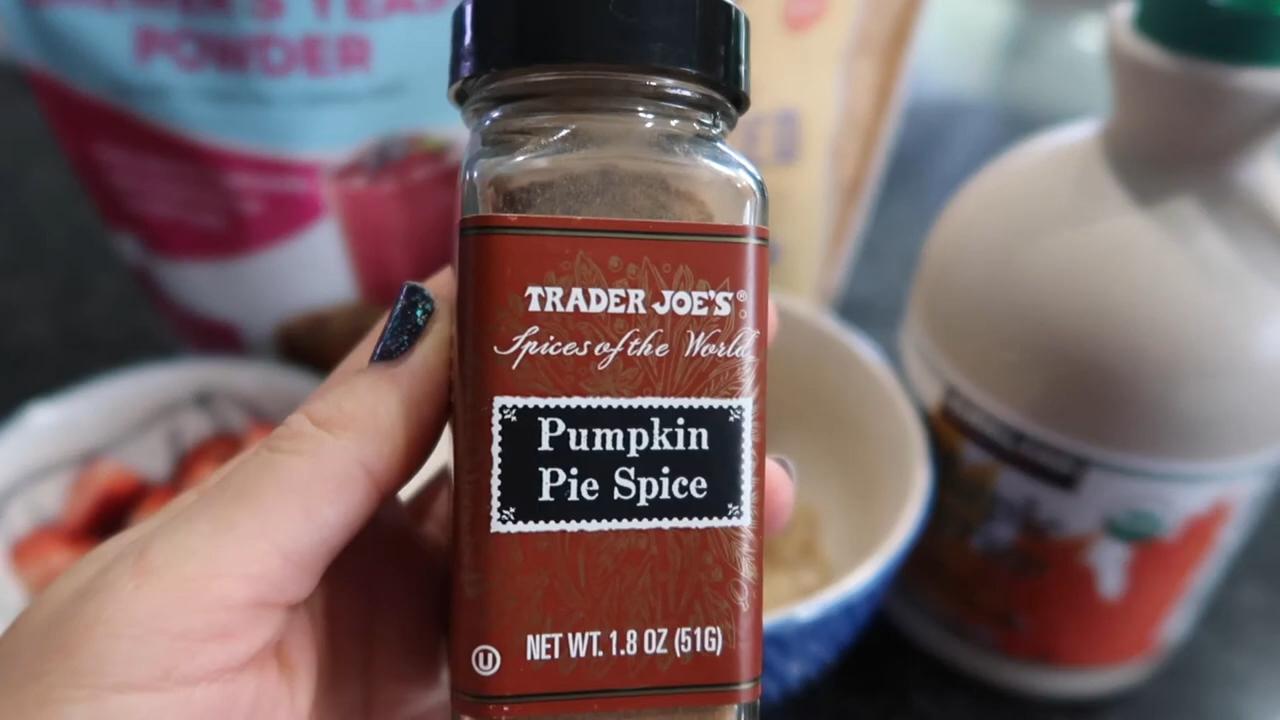 POWDER
TRADER JOE'S®
Spices of the World
Pumpkin
Pie Spice
U
NET WT. 1.8 OZ (51G)